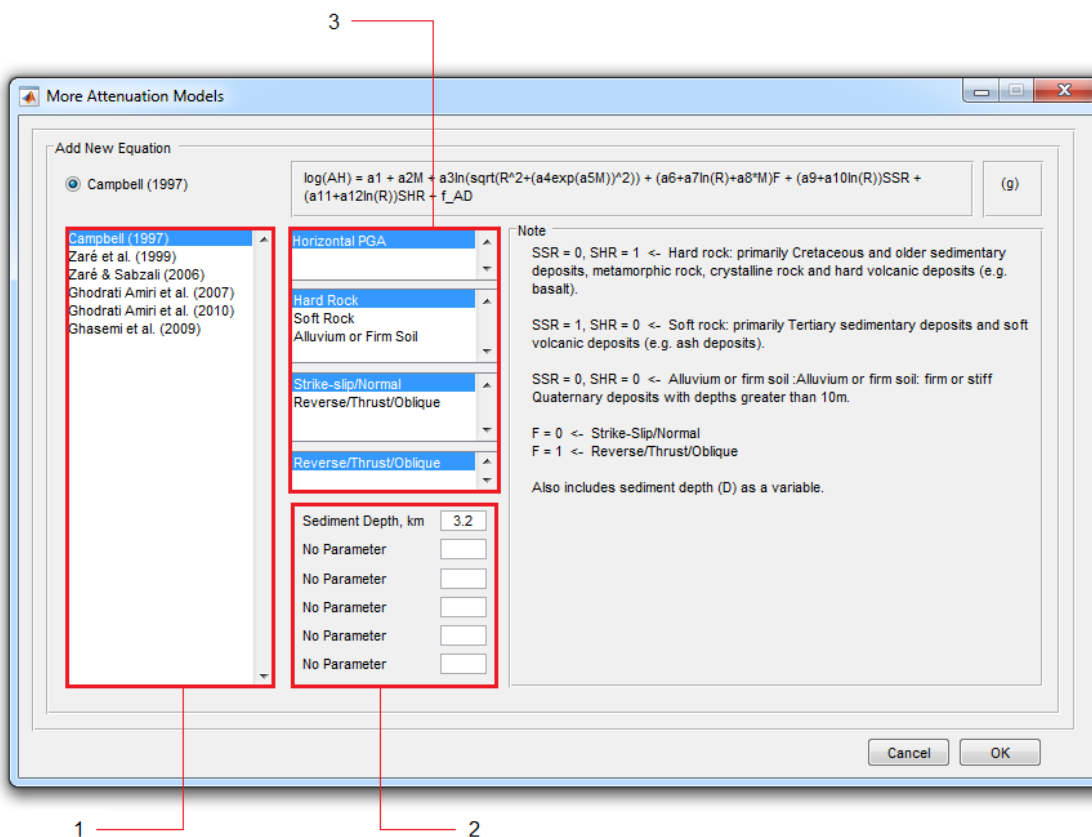 3
More Attenuation Models
Add New Equation
Campbell (1997)
log(AH) = a1 + a2M + a3ln(sqrt(R^2+(a4exp(a5M))^2)) + (a6+a7ln(R)+a8*M)F + (a9+a10ln(R))SSR +
(a11+a12ln(R))SHR + f_AD
(g)
Campbell (1997)
Zaré et al. (1999)
Zaré & Sabzali (2006)
Ghodrati Amiri et al. (2007)
Ghodrati Amiri et al. (2010)
Ghasemi et al. (2009)
Horizontal PGA
Hard Rock
Soft Rock
Alluvium or Firm Soil
Strike-slip/Normal
Reverse/Thrust/Oblique
Reverse/Thrust/Oblique
Sediment Depth, km 3.2
No Parameter
No Parameter
No Parameter
No Parameter
No Parameter
Note
SSR = 0, SHR = 1 <- Hard rock: primarily Cretaceous and older sedimentary
deposits, metamorphic rock, crystalline rock and hard volcanic deposits (e.g.
basalt).
SSR = 1, SHR = 0 <- Soft rock: primarily Tertiary sedimentary deposits and soft
volcanic deposits (e.g. ash deposits).
SSR = 0, SHR = 0 <- Alluvium or firm soil :Alluvium or firm soil: firm or stiff
Quaternary deposits with depths greater than 10m.
F = 0 <- Strike-Slip/Normal
F = 1 <- Reverse/Thrust/Oblique
Also includes sediment depth (D) as a variable.
Cancel
OK
1
2